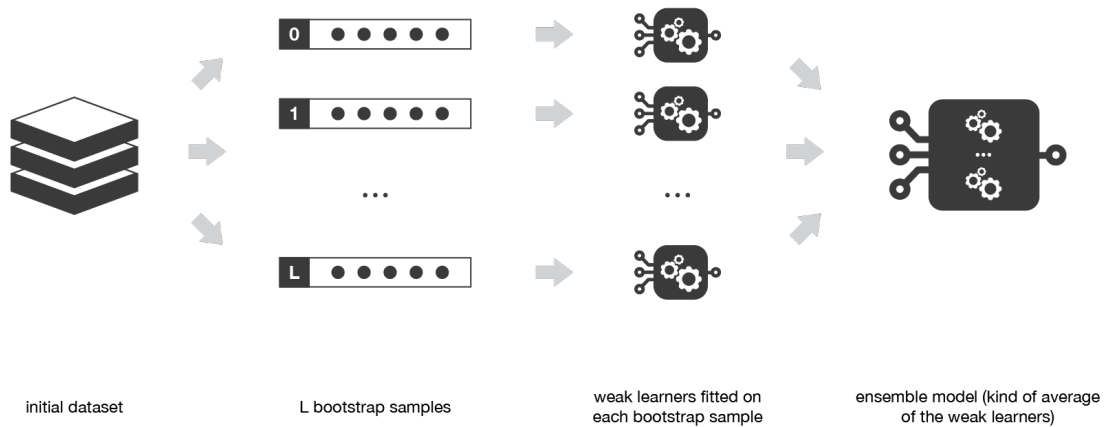 0
1
...
...
...
L
initial dataset
L bootstrap samples
weak learners fitted on
each bootstrap sample
ensemble model (kind of average
of the weak learners)